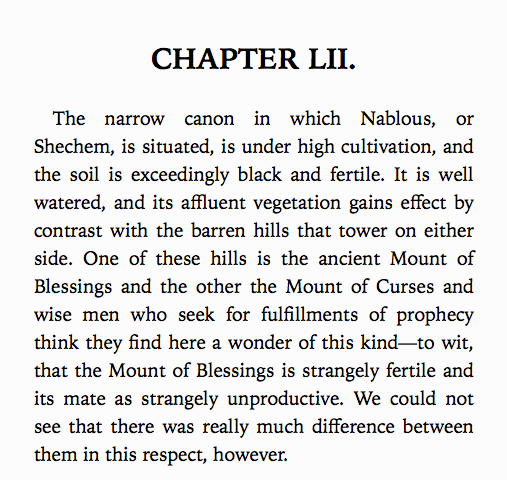 CHAPTER LII.
The narrow canon in which Nablous, or
Shechem, is situated, is under high cultivation, and
the soil is exceedingly black and fertile. It is well
watered, and its affluent vegetation gains effect by
contrast with the barren hills that tower on either
side. One of these hills is the ancient Mount of
Blessings and the other the Mount of Curses and
wise men who seek for fulfillments of prophecy
think they find here a wonder of this kind—to wit,
that the Mount of Blessings is strangely fertile and
its mate as strangely unproductive. We could not
see that there was really much difference between
them in this respect, however.